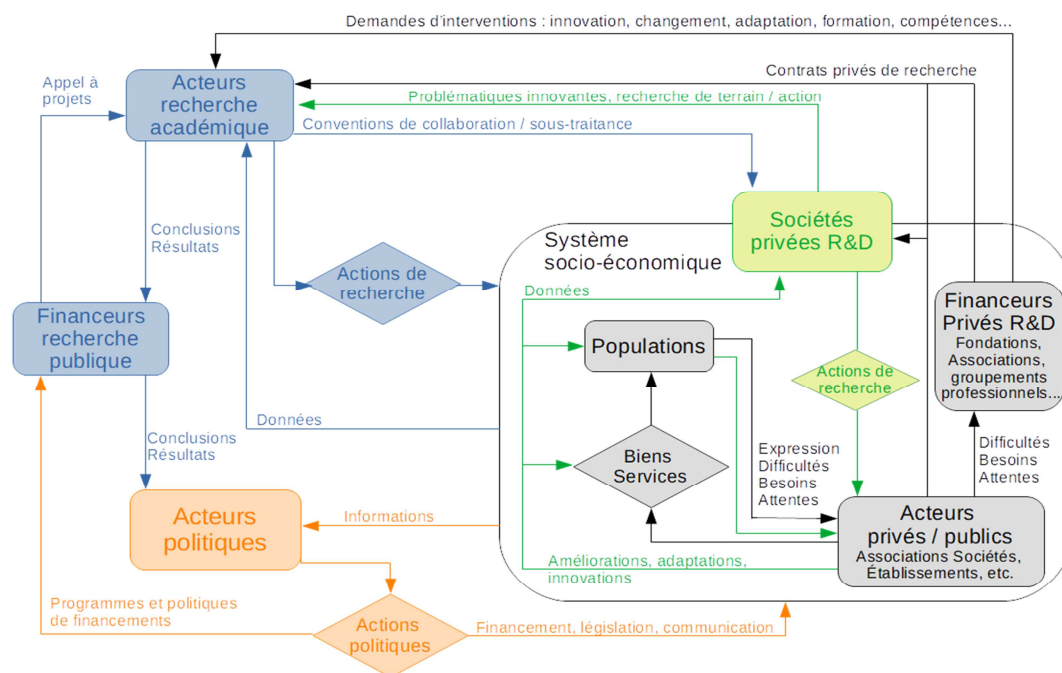 Demandes d'interventions : innovation, changement, adaptation, formation, compétences...
Appel à
projets
Acteurs
recherche
académique
Contrats privés de recherche
Problématiques innovantes, recherche de terrain / action
Conventions de collaboration / sous-traitance
Conclusions
Résultats
Actions de
recherche
Système
socio-économique
Sociétés
privées R&D
Données
Financeurs
recherche
publique
Populations
Actions de
recherche
Financeurs
Privés R&D
Fondations,
Associations,
groupements
professionnels...
Données
Conclusions
Résultats
Biens
Services
Expression
Difficultés
Besoins
Attentes
Difficultés
Besoins
Attentes
Acteurs
politiques
Informations
Acteurs
privés / publics
Associations Sociétés,
Établissements, etc.
Améliorations, adaptations,
innovations
Programmes et politiques
de financements
Actions
politiques
Financement, législation, communication